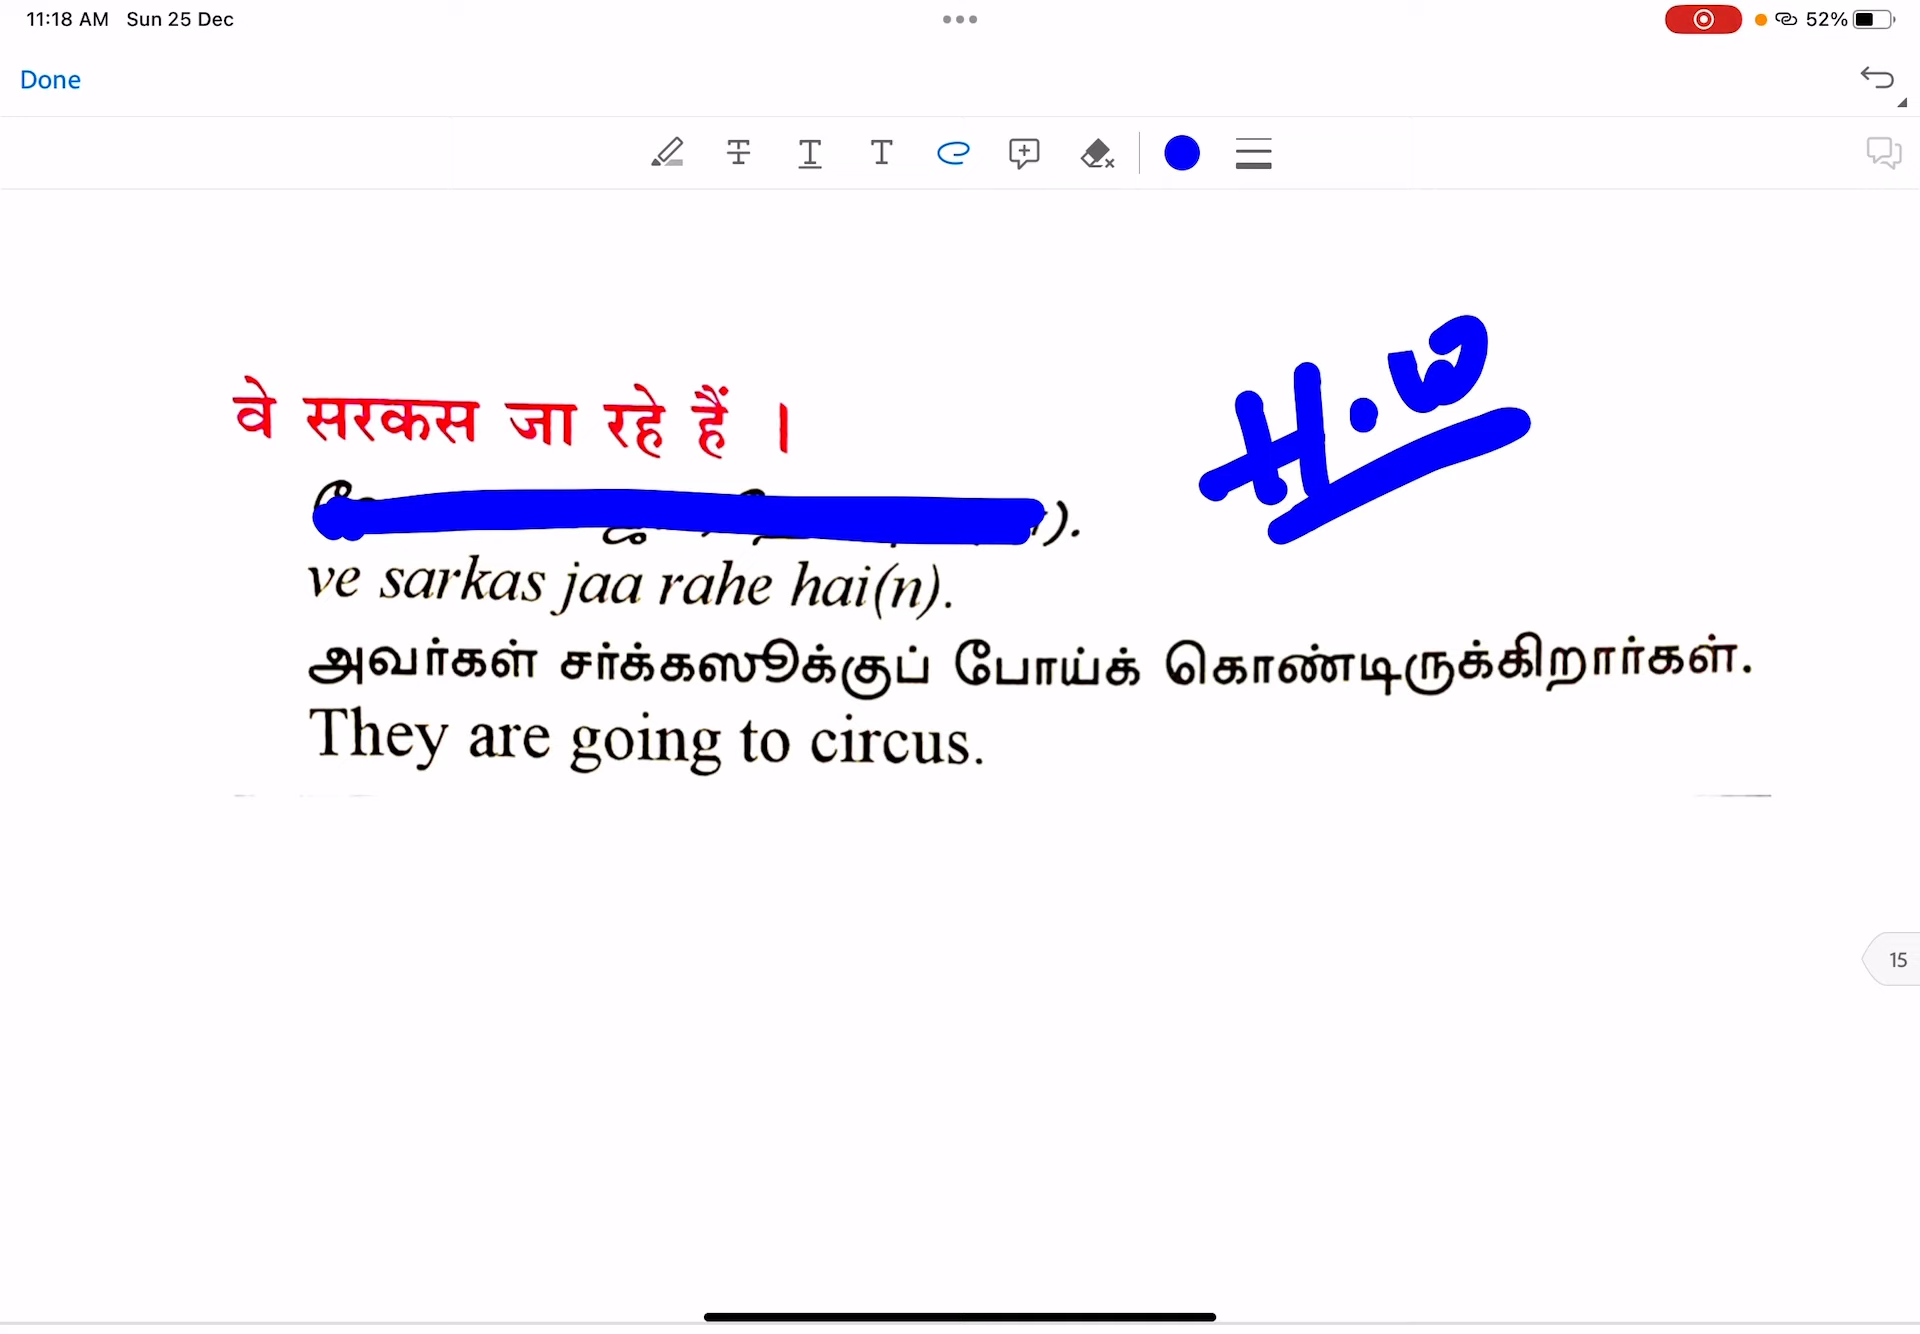 11:18 AM Sun 25 Dec
52%
Done
वे सरकस जा रहे हैं ।
H.W
ve sarkas jaa rahe hai(n).
அவர்கள் சர்க்கஸூக்குப் போய்க் கொண்டிருக்கிறார்கள்.
They are going to circus.
15